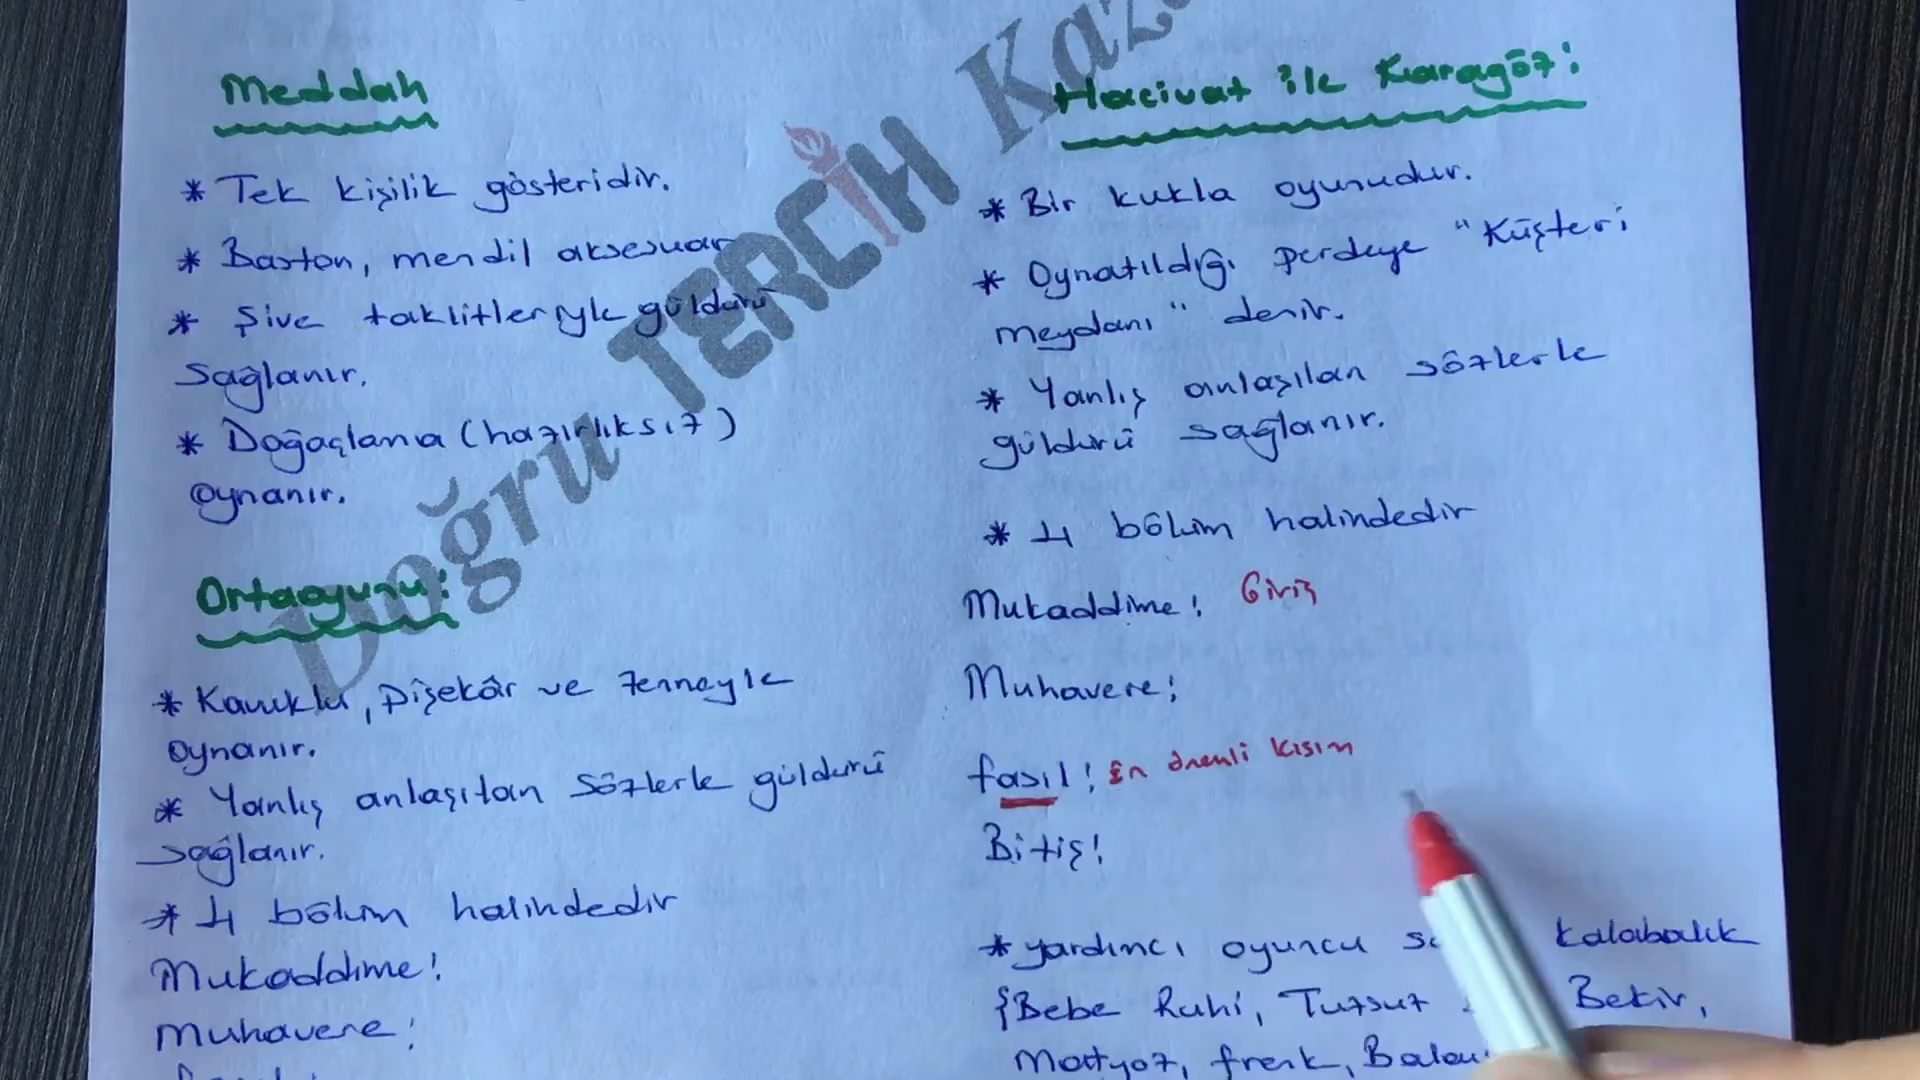 Doğru TERCİH Kaz
Meddah
* Tek kişilik gösteridir.
* Baston, mendil aksesuar
* Şive taklitleriyle güldürü
sağlanır.
* Doğaçlama (hazırlıksız)
oynanır.
Ortaoyunu:
* Kavuklu, Pişekâr ve zenneyle
oynanır.
* Yanlış anlaşılan sözlerle güldürü
sağlanır.
* 4 bölüm halindedir
Mukaddime:
Muhavere:
Hacivat ile Karagöz:
* Bir kukla oyunudur.
* Oynatıldığı perdeye "Küşteri
meydanı" denir.
* Yanlış anlaşılan sözlerle
güldürü sağlanır.
* 4 bölüm halindedir
Mukaddime: Giriş
Muhavere:
fasıl: En önemli kısım
Bitiş:
* yardımcı oyuncu kalabalık
{Bebe Ruhi, Tuzsuz Bekir,
Matiyoz, frenk,